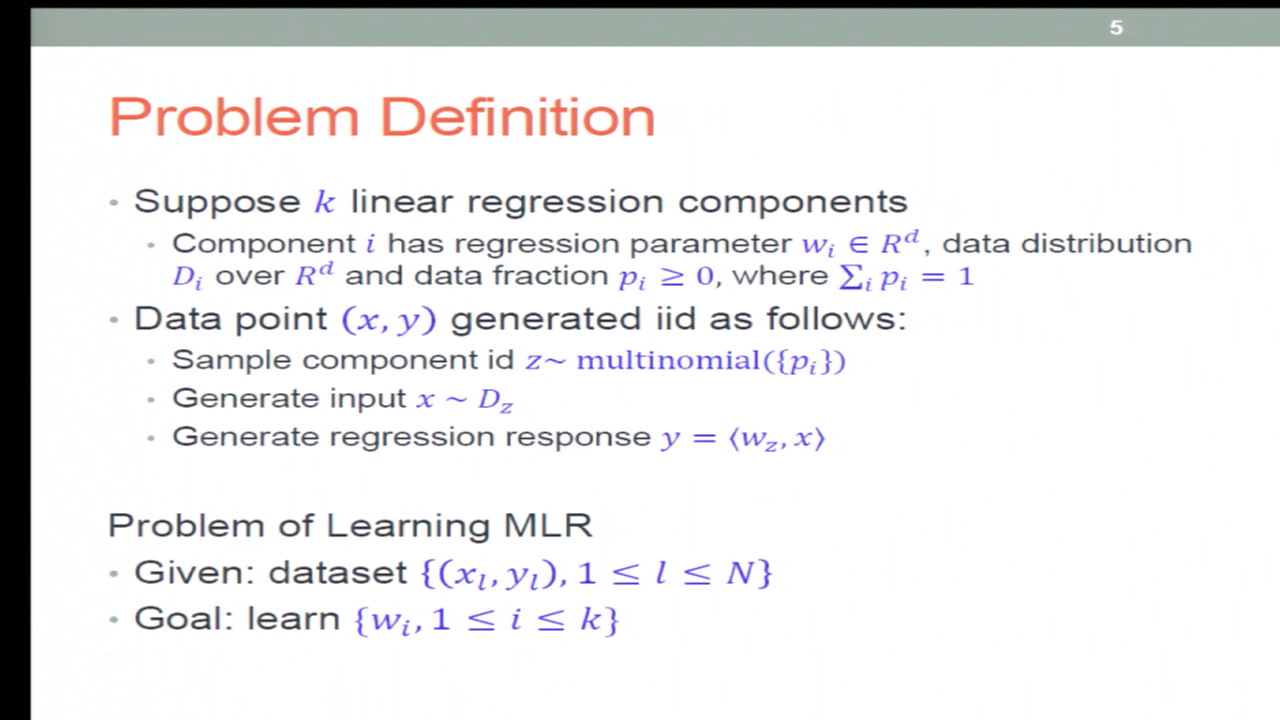 5
Problem Definition
• Suppose k linear regression components
• Component i has regression parameter wᵢ ∈ Rᵈ, data distribution
Dᵢ over Rᵈ and data fraction pᵢ ≥ 0, where ∑ᵢ pᵢ = 1
• Data point (x, y) generated iid as follows:
• Sample component id z~ multinomial({pᵢ})
• Generate input x ~ D_z
• Generate regression response y = ⟨w_z, x⟩
Problem of Learning MLR
• Given: dataset {(xₗ, yₗ), 1 ≤ l ≤ N}
• Goal: learn {wᵢ, 1 ≤ i ≤ k}